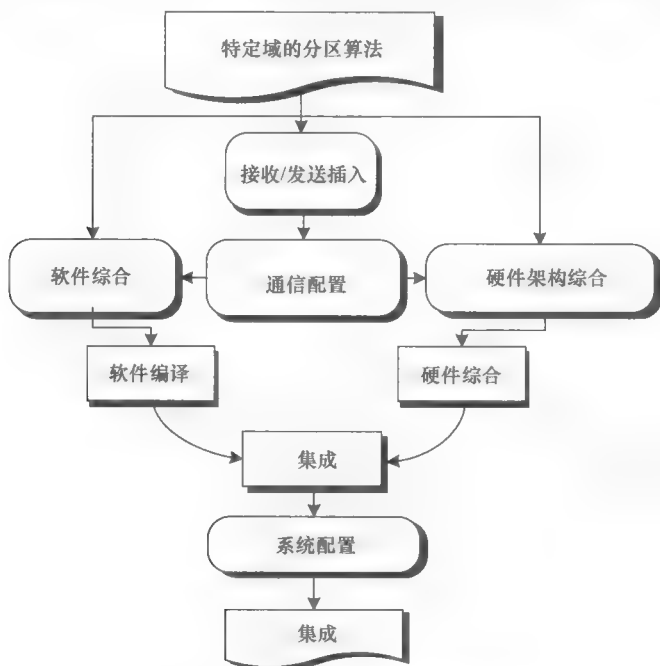 特定域的分区算法
接收/发送插入
软件综合
通信配置
硬件架构综合
软件编译
硬件综合
集成
系统配置
集成